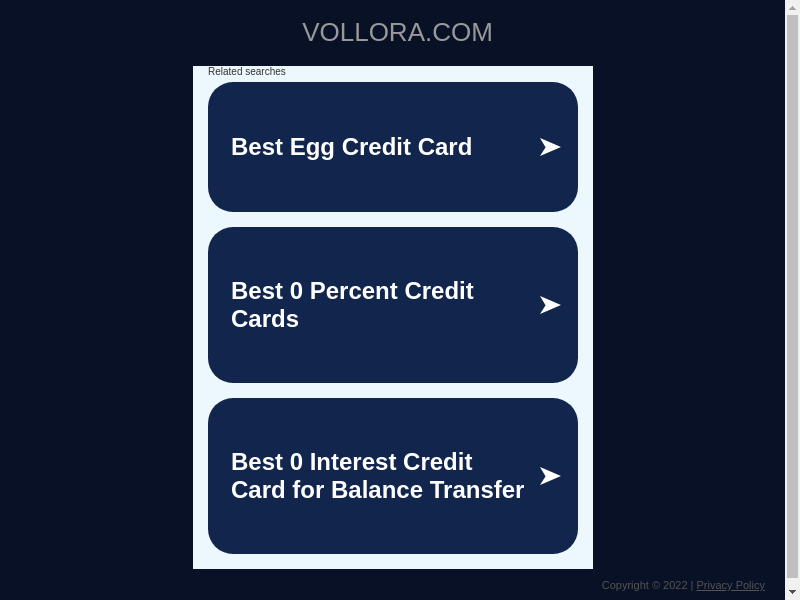 VOLLORA.COM
Related searches
Best Egg Credit Card
Best 0 Percent Credit
Cards
Best 0 Interest Credit
Card for Balance Transfer
Copyright © 2022 | Privacy Policy